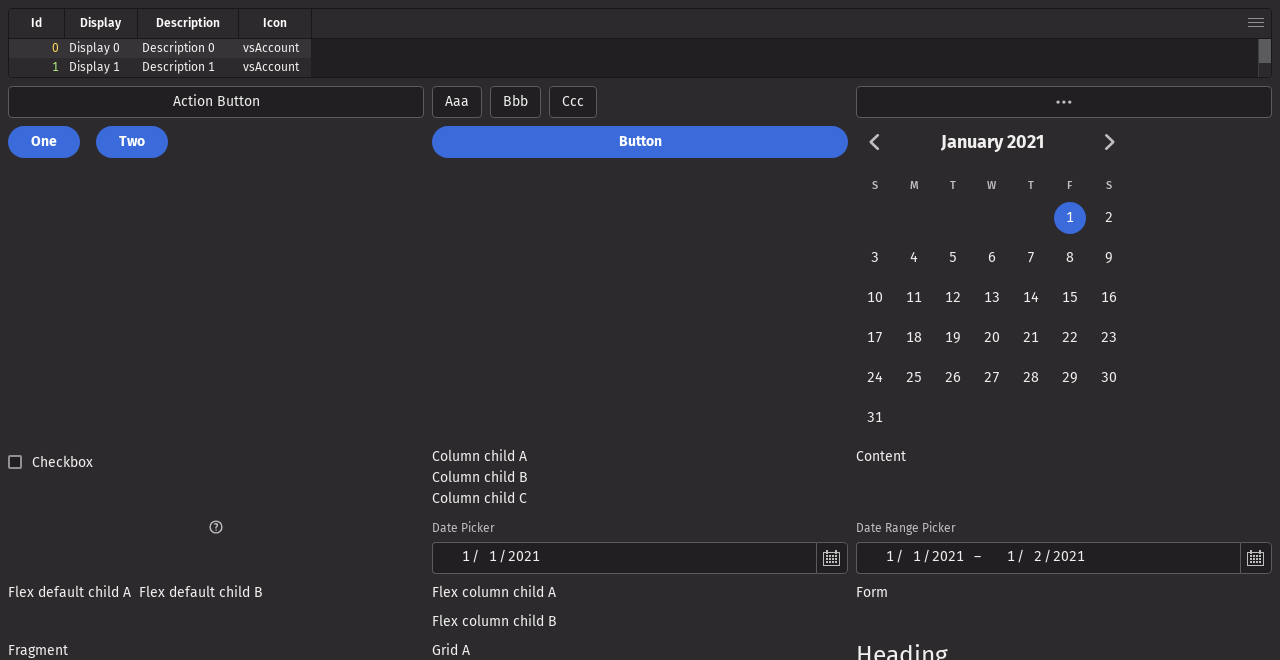 Id Display Description Icon
0 Display 0 Description 0 vsAccount
1 Display 1 Description 1 vsAccount
Action Button Aaa Bbb Ccc
One Two Button January 2021
S M T W T F S
1 2
3 4 5 6 7 8 9
10 11 12 13 14 15 16
17 18 19 20 21 22 23
24 25 26 27 28 29 30
31
Checkbox
Column child A
Column child B
Column child C
Content
Date Picker
1 / 1 / 2021
Date Range Picker
1 / 1 / 2021 – 1 / 2 / 2021
Flex default child A Flex default child B
Flex column child A
Flex column child B
Form
Fragment
Grid A
Heading